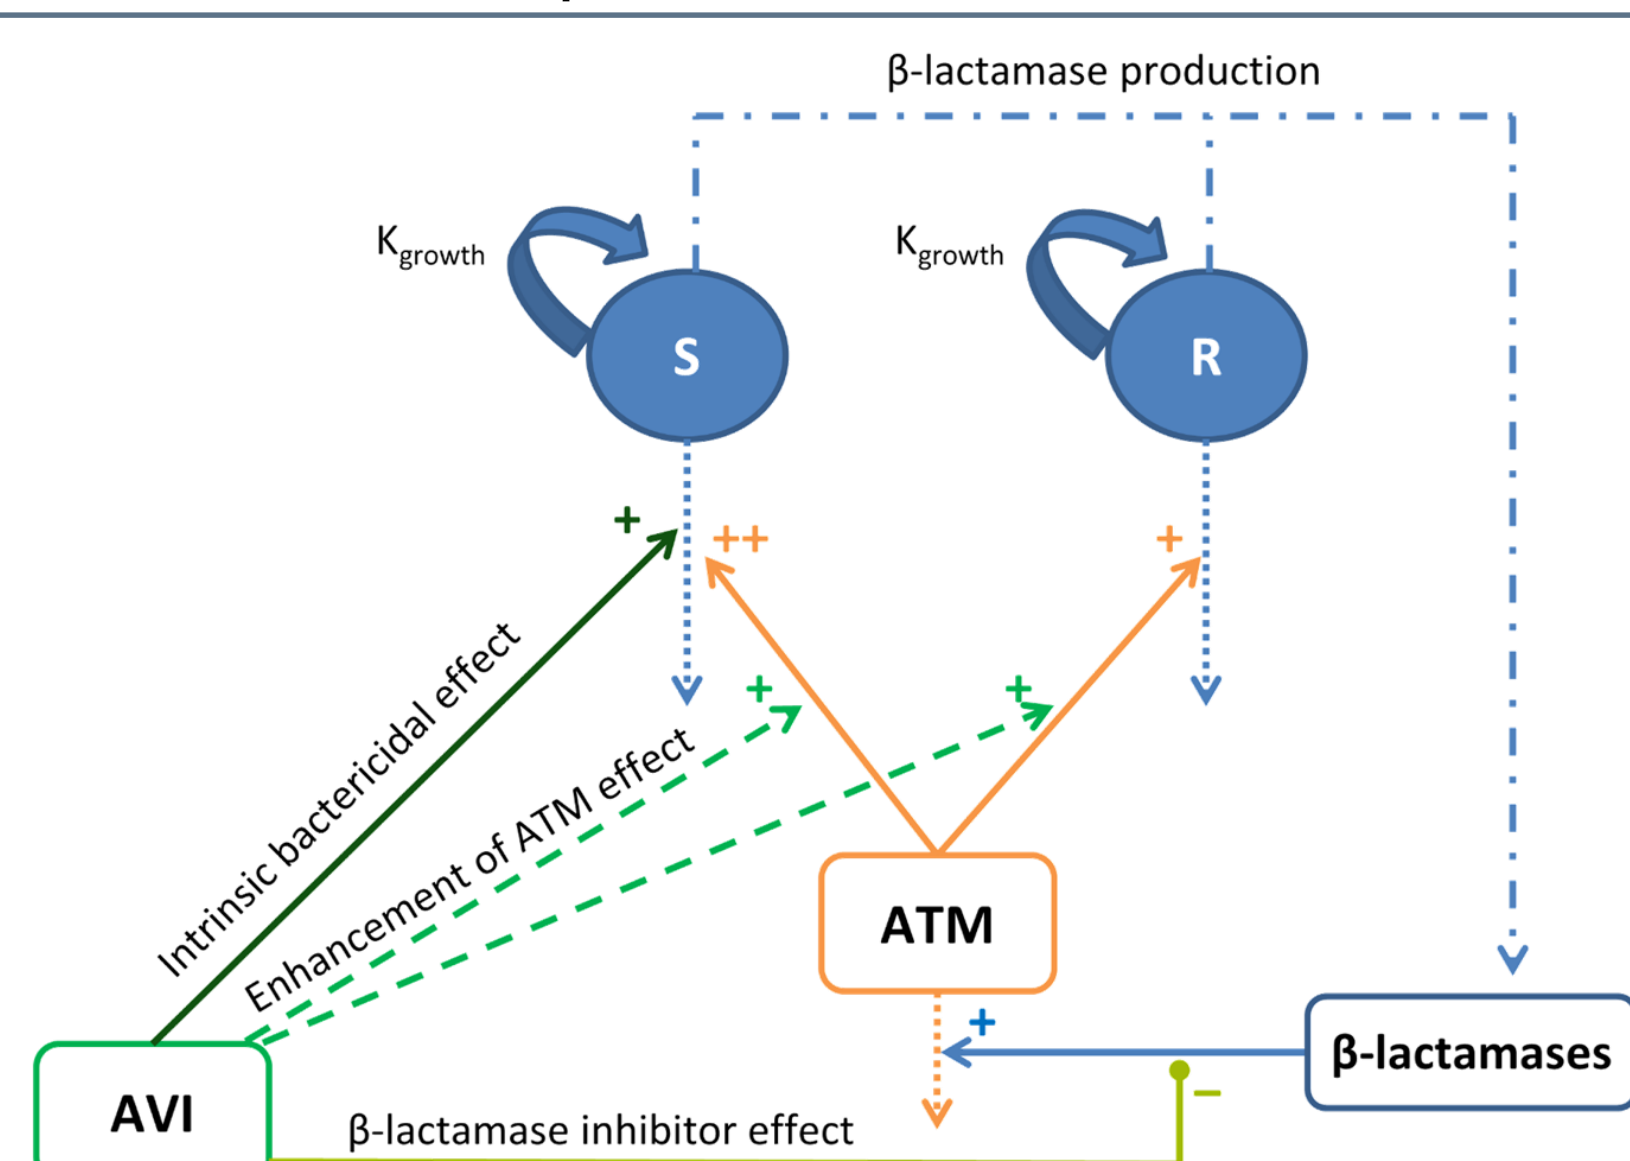 β-lactamase production
Kgrowth
Kgrowth
S
R
+
++
+
+
+
Intrinsic bactericidal effect
Enhancement of ATM effect
ATM
+
β-lactamases
AVI
−
β-lactamase inhibitor effect